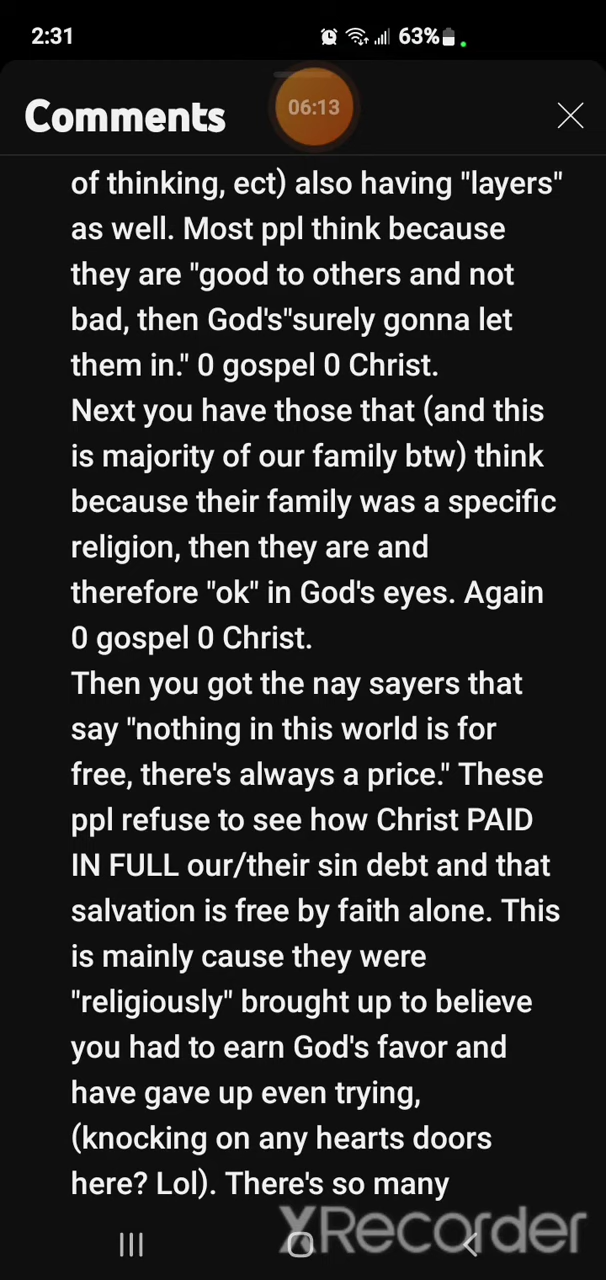 2:31 63%
Comments 06:13
of thinking, ect) also having "layers"
as well. Most ppl think because
they are "good to others and not
bad, then God's"surely gonna let
them in." 0 gospel 0 Christ.
Next you have those that (and this
is majority of our family btw) think
because their family was a specific
religion, then they are and
therefore "ok" in God's eyes. Again
0 gospel 0 Christ.
Then you got the nay sayers that
say "nothing in this world is for
free, there's always a price." These
ppl refuse to see how Christ PAID
IN FULL our/their sin debt and that
salvation is free by faith alone. This
is mainly cause they were
"religiously" brought up to believe
you had to earn God's favor and
have gave up even trying,
(knocking on any hearts doors
here? Lol). There's so many
XRecorder